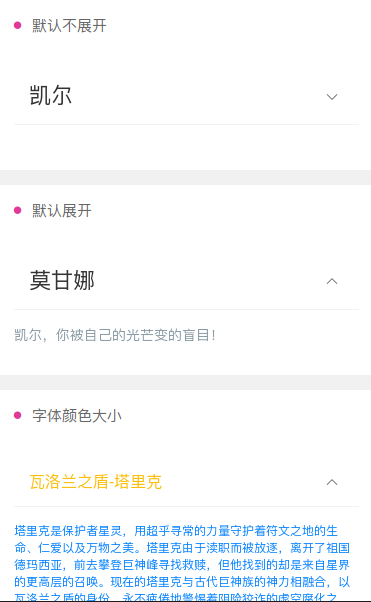 默认不展开
凯尔
默认展开
莫甘娜
凯尔，你被自己的光芒变的盲目！
字体颜色大小
瓦洛兰之盾-塔里克
塔里克是保护者星灵，用超乎寻常的力量守护着符文之地的生
命、仁爱以及万物之美。塔里克由于渎职而被放逐，离开了祖国
德玛西亚，前去攀登巨神峰寻找救赎，但他找到的却是来自星界
的更高层的召唤。现在的塔里克与古代巨神族的神力相融合，以
瓦洛兰之盾的身份，永不疲倦地警惕着阴险狡诈的虚空腐化之